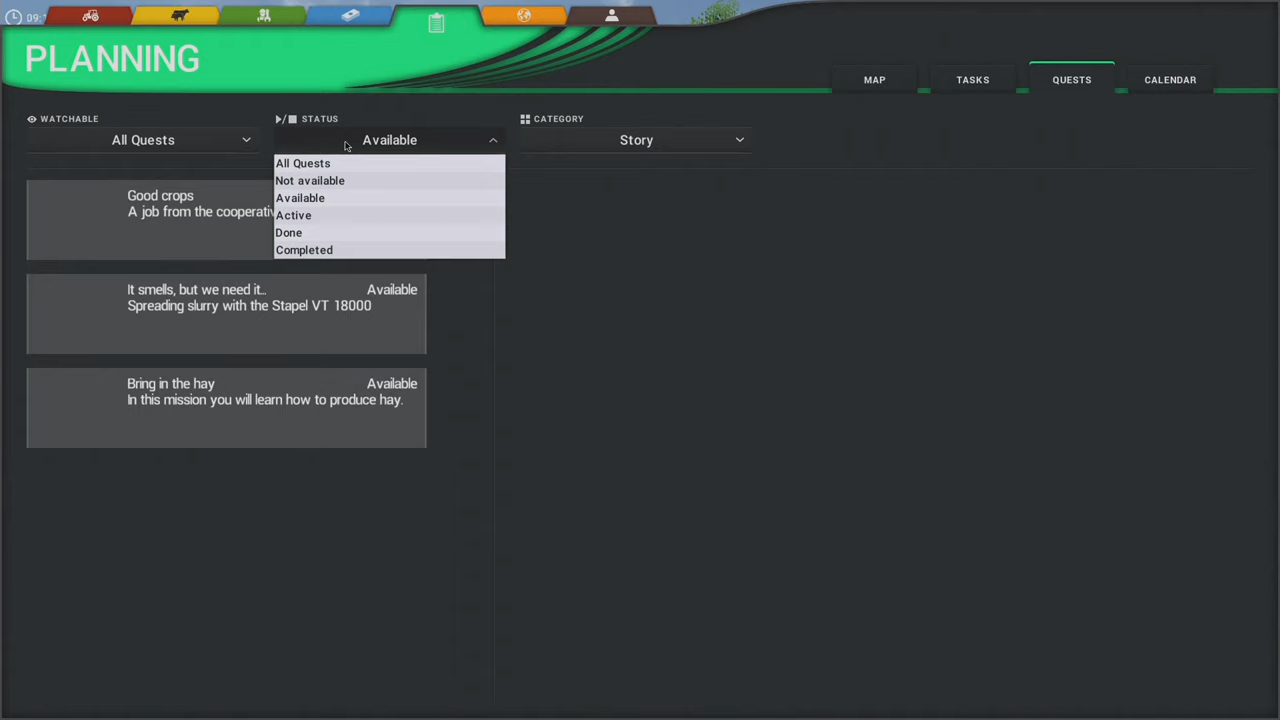 09:
PLANNING
MAP
TASKS
QUESTS
CALENDAR
WATCHABLE
STATUS
CATEGORY
All Quests
Available
Story
All Quests
Not available
Available
Active
Done
Completed
Good crops
A job from the
It smells, but we need it...
Available
Spreading slurry with the Stapel VT 18000
Bring in the hay
Available
In this mission you will learn how to produce hay.